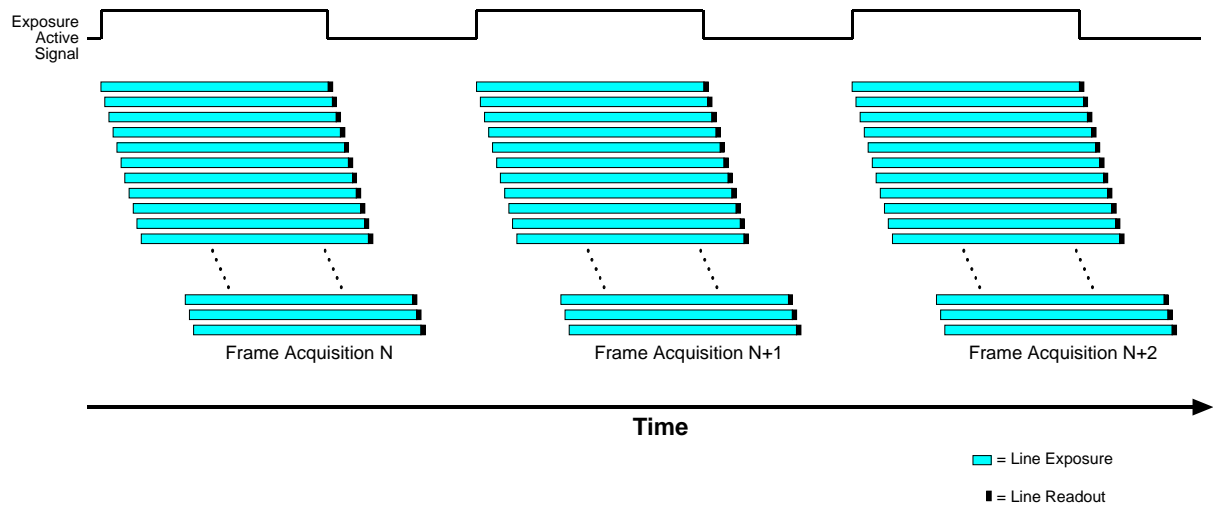 Exposure
Active
Signal
Frame Acquisition N
Frame Acquisition N+1
Frame Acquisition N+2
Time
= Line Exposure
= Line Readout